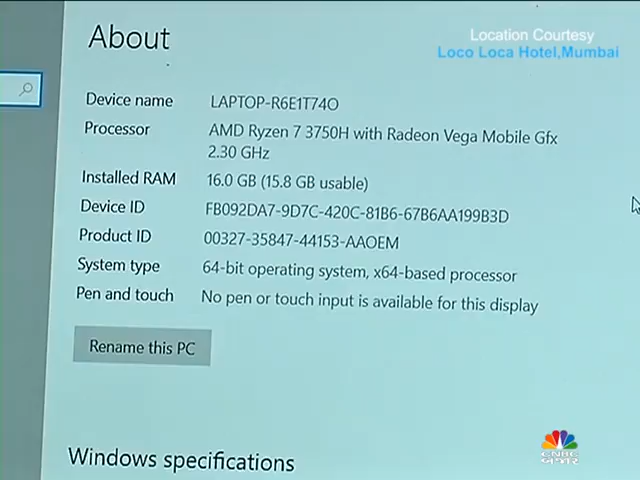 About
Location Courtesy
Loco Loca Hotel,Mumbai
Device name LAPTOP-R6E1T74O
Processor AMD Ryzen 7 3750H with Radeon Vega Mobile Gfx
2.30 GHz
Installed RAM 16.0 GB (15.8 GB usable)
Device ID FB092DA7-9D7C-420C-81B6-67B6AA199B3D
Product ID 00327-35847-44153-AAOEM
System type 64-bit operating system, x64-based processor
Pen and touch No pen or touch input is available for this display
Rename this PC
Windows specifications
CNBC
બજાર